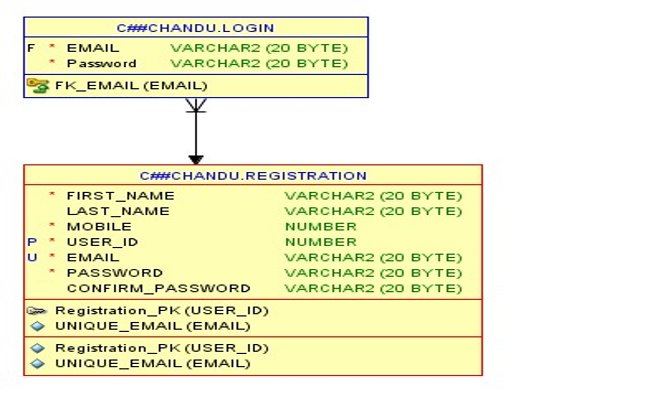 C##CHANDU.LOGIN
F * EMAIL VARCHAR2 (20 BYTE)
* Password VARCHAR2 (20 BYTE)
FK_EMAIL (EMAIL)
C##CHANDU.REGISTRATION
* FIRST_NAME VARCHAR2 (20 BYTE)
LAST_NAME VARCHAR2 (20 BYTE)
* MOBILE NUMBER
P * USER_ID NUMBER
U * EMAIL VARCHAR2 (20 BYTE)
* PASSWORD VARCHAR2 (20 BYTE)
CONFIRM_PASSWORD VARCHAR2 (20 BYTE)
Registration_PK (USER_ID)
UNIQUE_EMAIL (EMAIL)
Registration_PK (USER_ID)
UNIQUE_EMAIL (EMAIL)